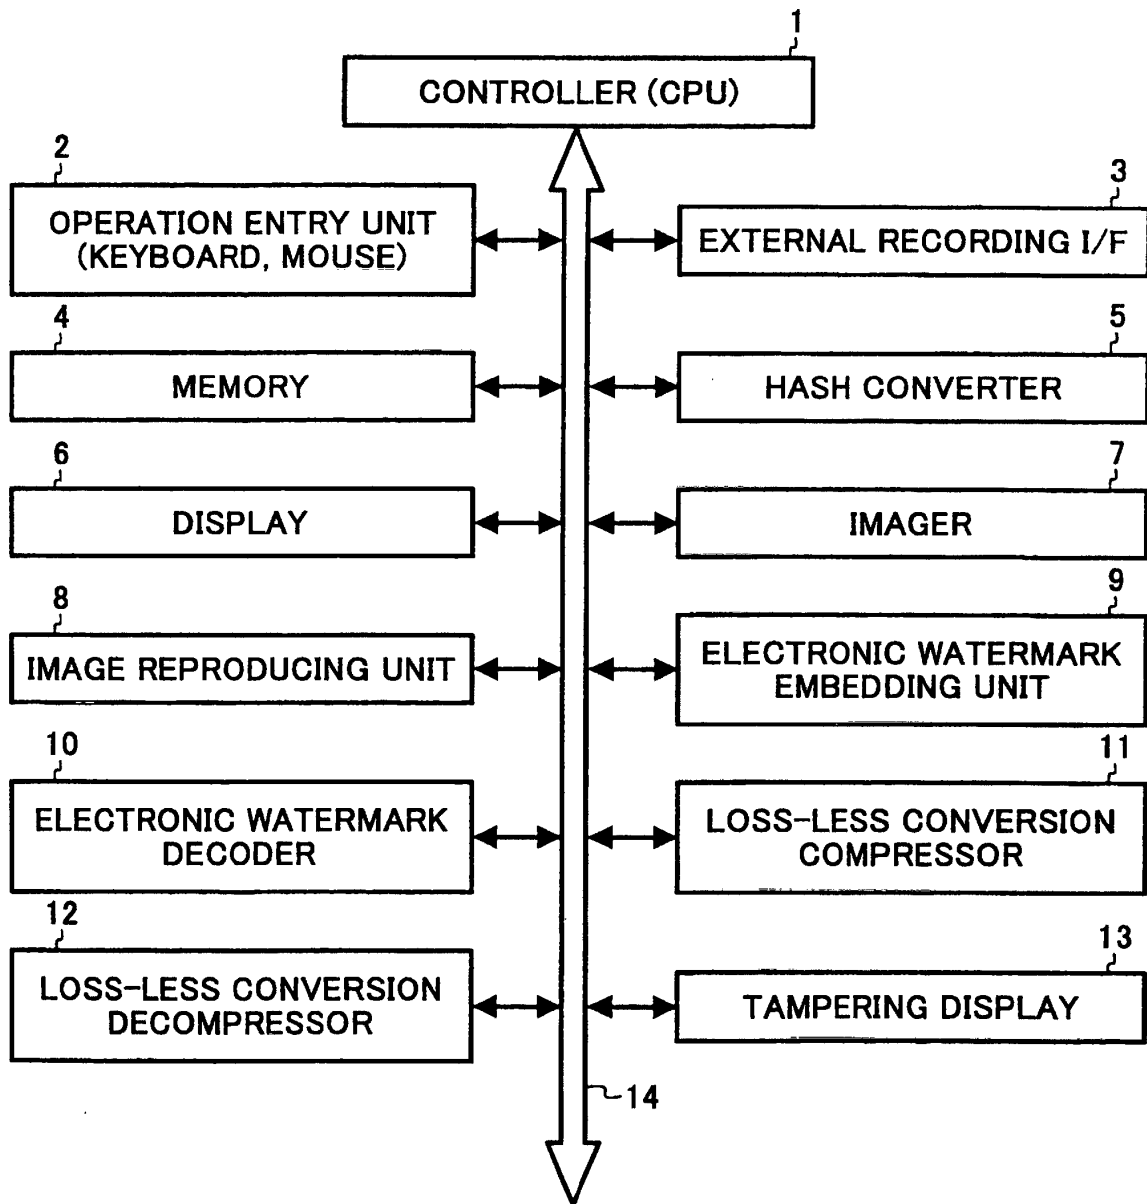 1
CONTROLLER (CPU)
2
OPERATION ENTRY UNIT
(KEYBOARD, MOUSE)
3
EXTERNAL RECORDING I/F
4
MEMORY
5
HASH CONVERTER
6
DISPLAY
7
IMAGER
8
IMAGE REPRODUCING UNIT
9
ELECTRONIC WATERMARK
EMBEDDING UNIT
10
ELECTRONIC WATERMARK
DECODER
11
LOSS-LESS CONVERSION
COMPRESSOR
12
LOSS-LESS CONVERSION
DECOMPRESSOR
13
TAMPERING DISPLAY
14